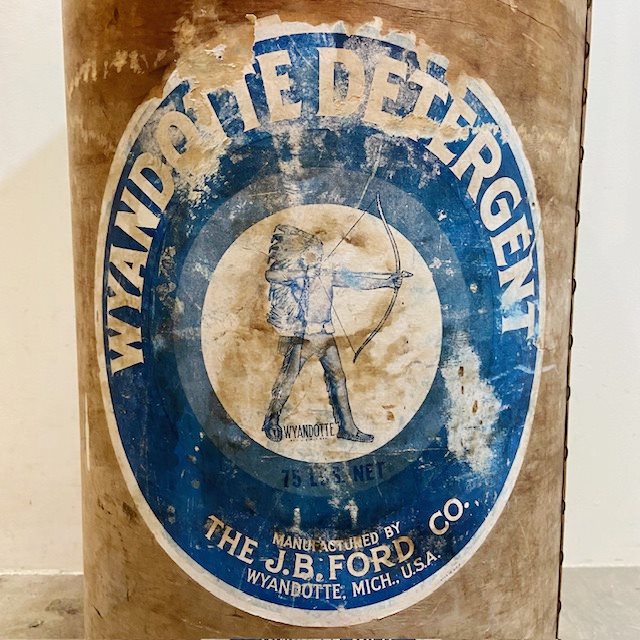 WYANDOTTE DETERGENT
WYANDOTTE
75 LBS. NET
MANUFACTURED BY
THE J.B. FORD CO.
WYANDOTTE, MICH., U.S.A.